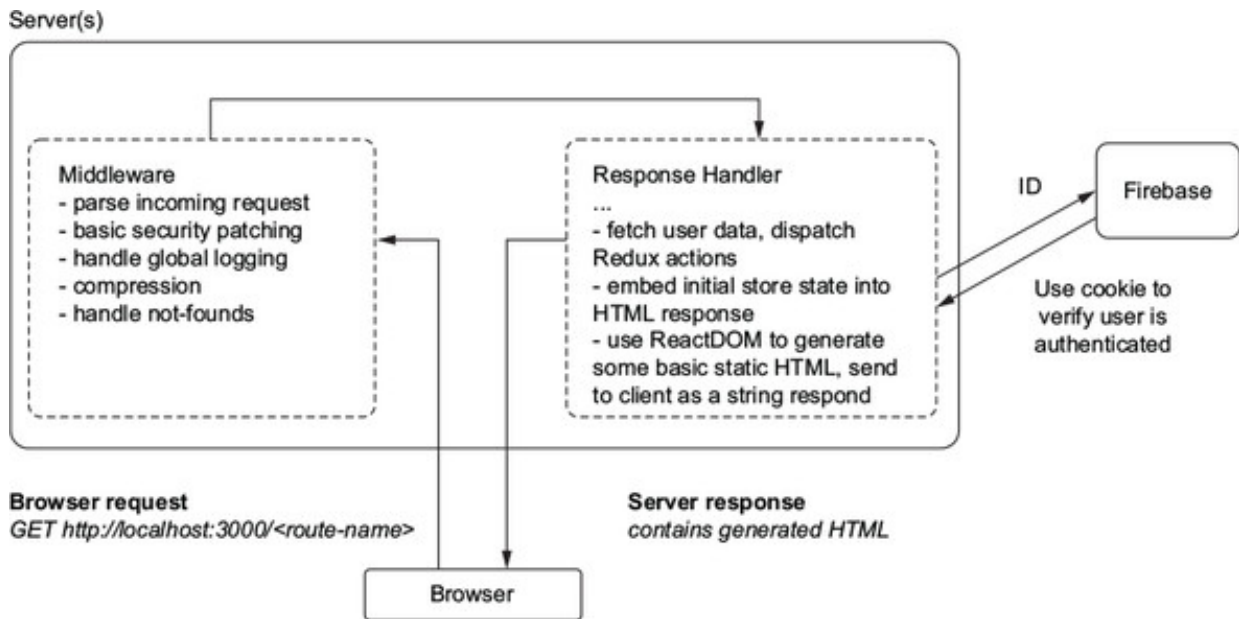 Server(s)
Middleware
- parse incoming request
- basic security patching
- handle global logging
- compression
- handle not-founds
Response Handler
...
- fetch user data, dispatch
Redux actions
- embed initial store state into
HTML response
- use ReactDOM to generate
some basic static HTML, send
to client as a string respond
ID
Firebase
Use cookie to
verify user is
authenticated
Browser request
GET http://localhost:3000/<route-name>
Server response
contains generated HTML
Browser